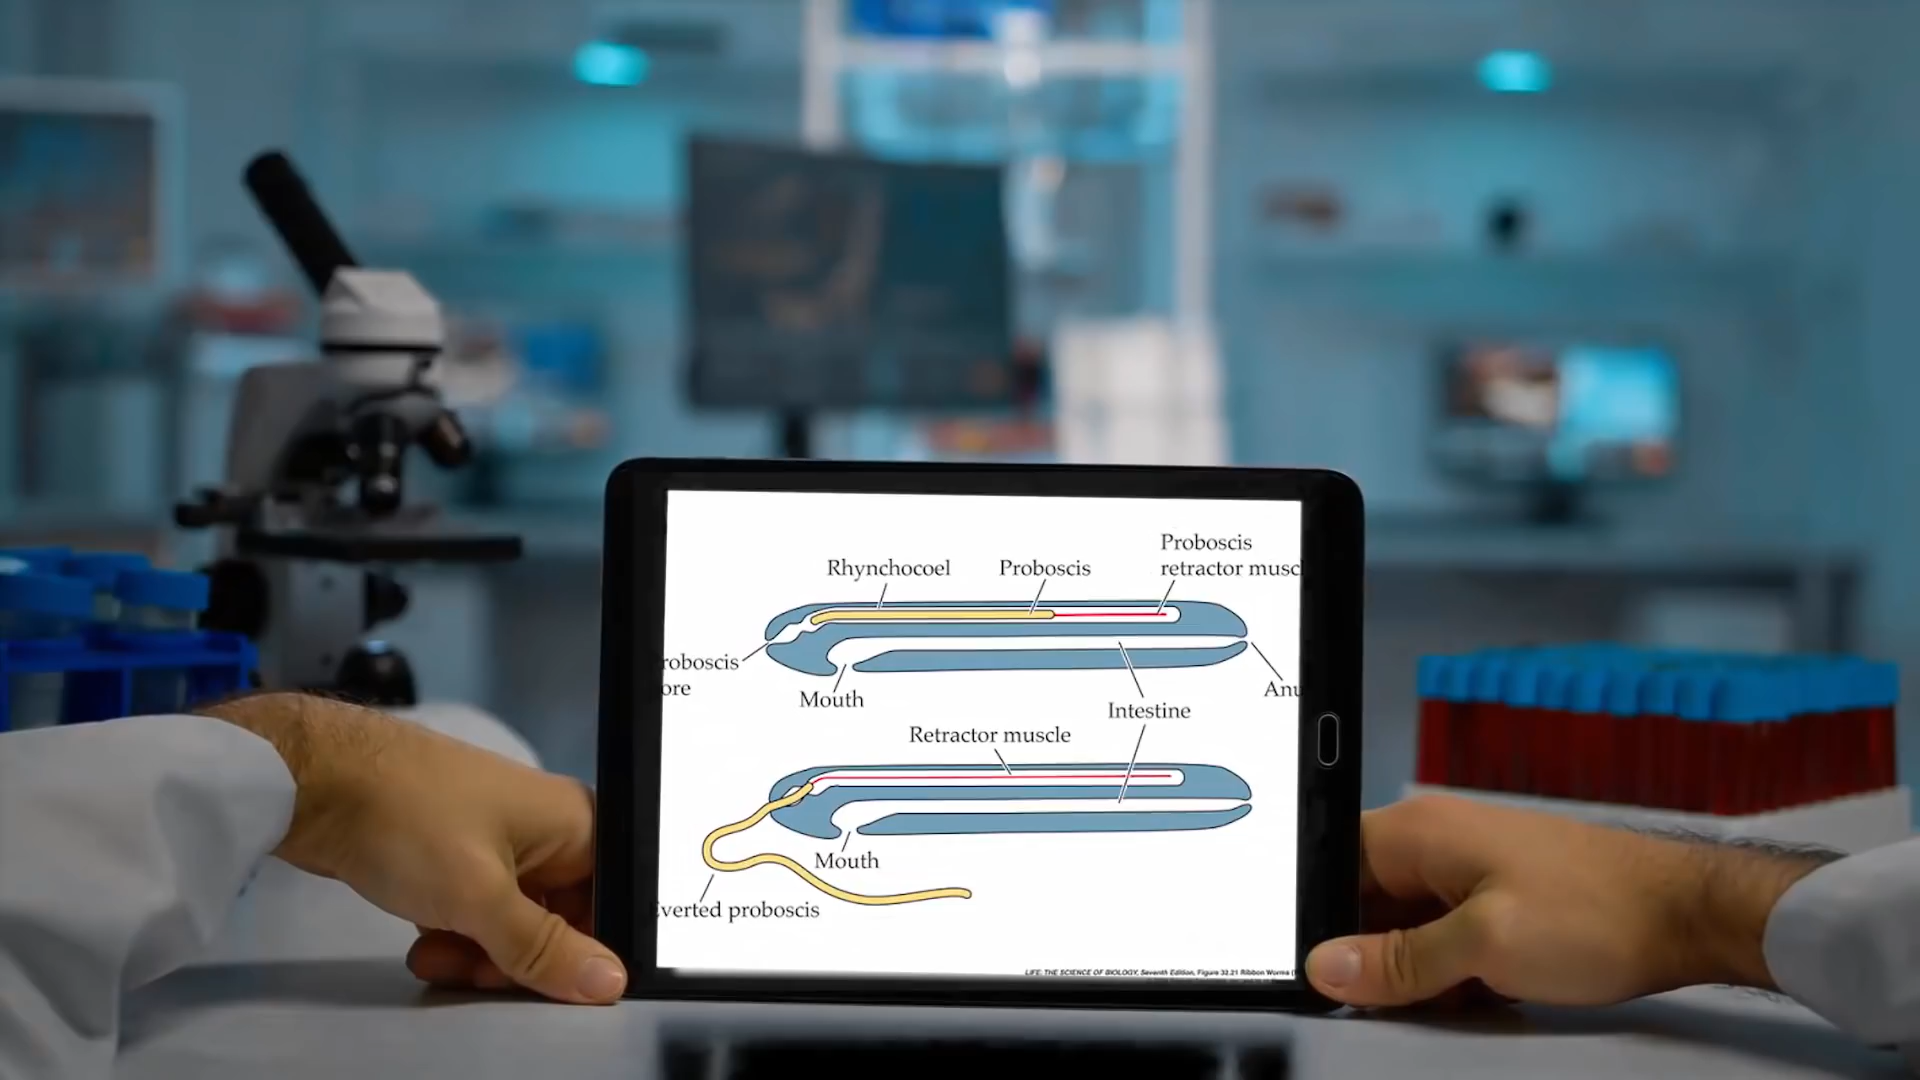 Proboscis
retractor muscl
Rhynchocoel
Proboscis
roboscis
ore
Mouth
Anu
Intestine
Retractor muscle
Mouth
verted proboscis
LIFE: THE SCIENCE OF BIOLOGY, Seventh Edition, Figure 32.21 Ribbon Worms (